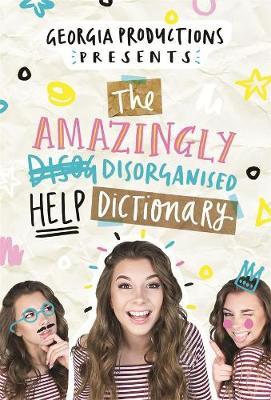 GEORGIA PRODUCTIONS
PRESENTS
The
AMAZINGLY
DISOG DISORGANISED
HELP Dictionary